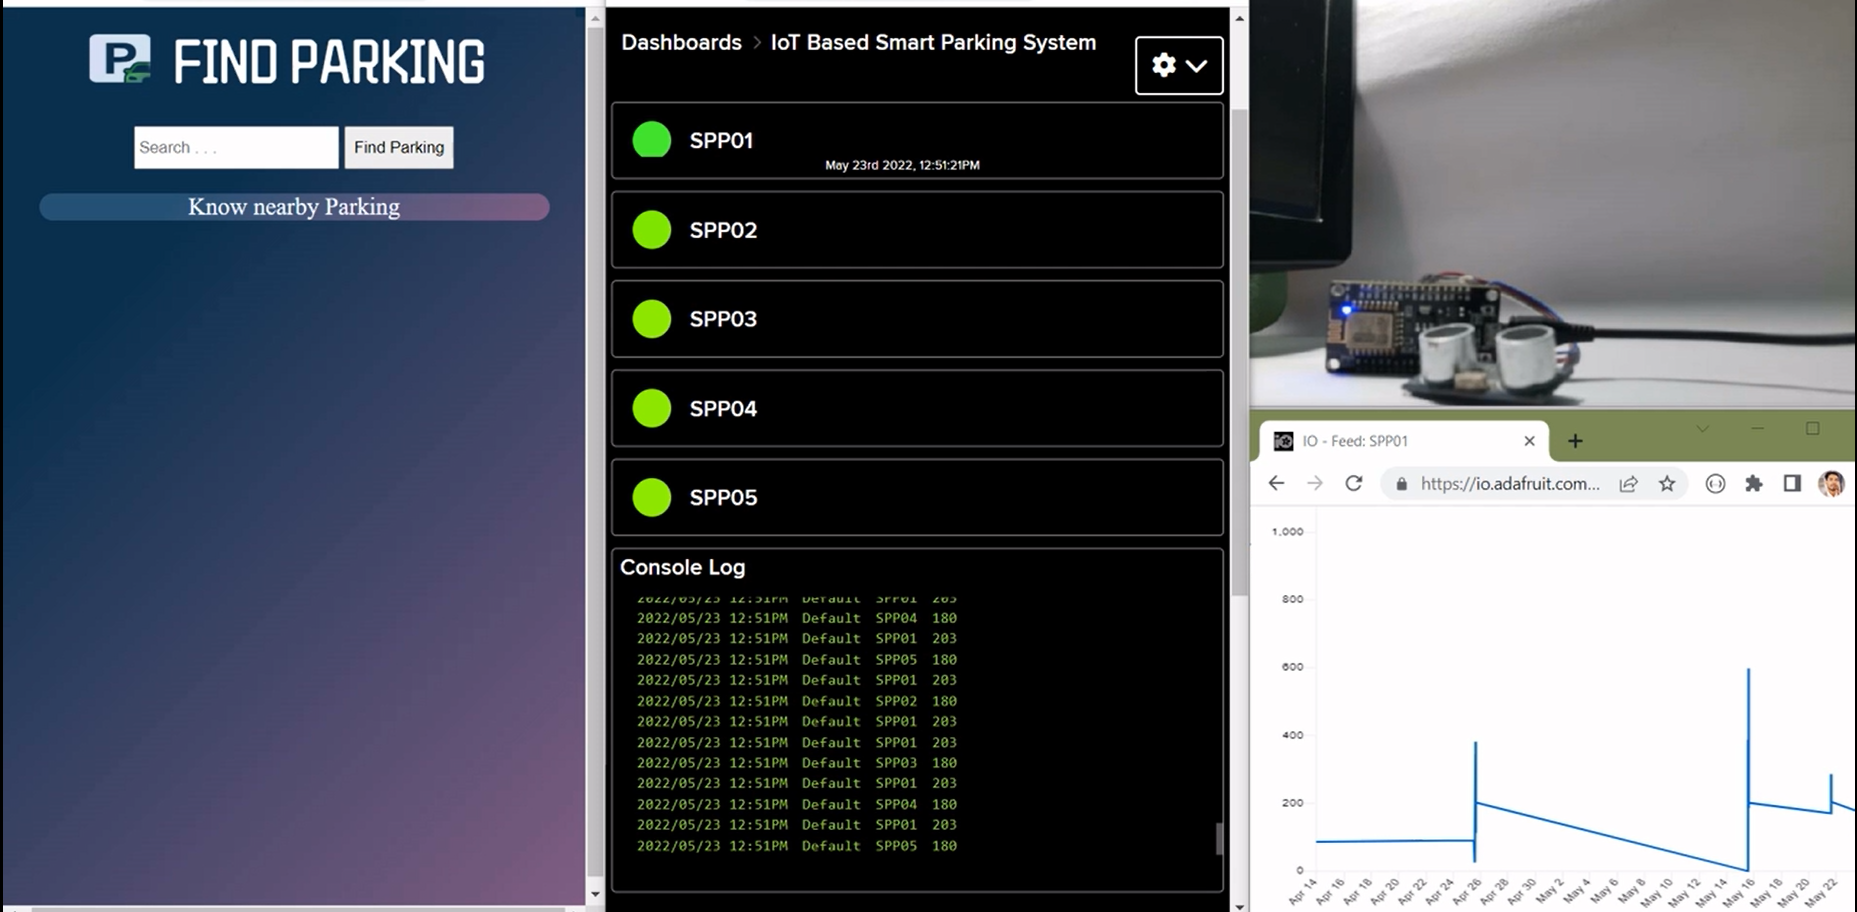 P
FIND PARKING
Search . . .
Find Parking
Know nearby Parking
Dashboards > IoT Based Smart Parking System
SPP01
May 23rd 2022, 12:51:21PM
SPP02
SPP03
SPP04
SPP05
Console Log
2022/05/23 12:51PM Default SPP01 203
2022/05/23 12:51PM Default SPP04 180
2022/05/23 12:51PM Default SPP01 203
2022/05/23 12:51PM Default SPP05 180
2022/05/23 12:51PM Default SPP01 203
2022/05/23 12:51PM Default SPP02 180
2022/05/23 12:51PM Default SPP01 203
2022/05/23 12:51PM Default SPP01 203
2022/05/23 12:51PM Default SPP03 180
2022/05/23 12:51PM Default SPP01 203
2022/05/23 12:51PM Default SPP04 180
2022/05/23 12:51PM Default SPP01 203
2022/05/23 12:51PM Default SPP05 180
IO - Feed: SPP01
https://io.adafruit.com...
1,000
800
600
400
200
0
Apr 14 Apr 16 Apr 18 Apr 20 Apr 22 Apr 24 Apr 26 Apr 28 Apr 30 May 2 May 4 May 6 May 8 May 10 May 12 May 14 May 16 May 18 May 20 May 22